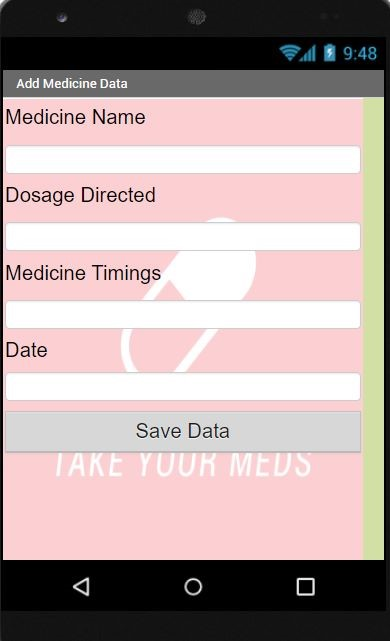 9:48
Add Medicine Data
Medicine Name
Dosage Directed
Medicine Timings
Date
Save Data
TAKE YOUR MEDS